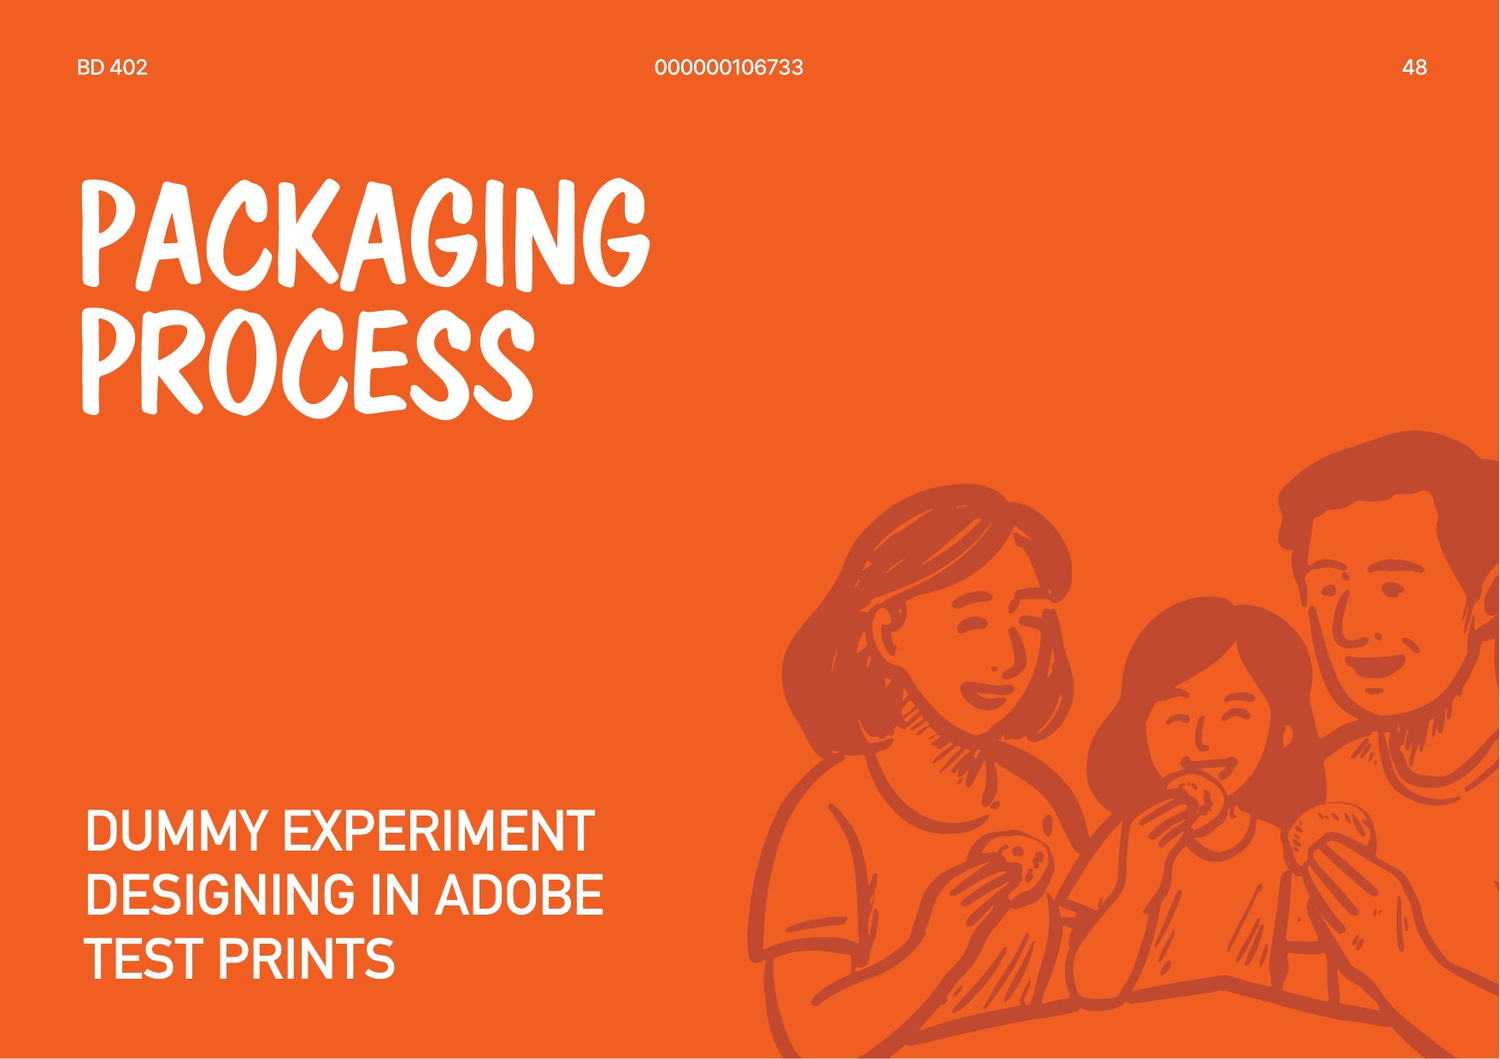 BD 402
000000106733
48
PACKAGING
PROCESS
DUMMY EXPERIMENT
DESIGNING IN ADOBE
TEST PRINTS